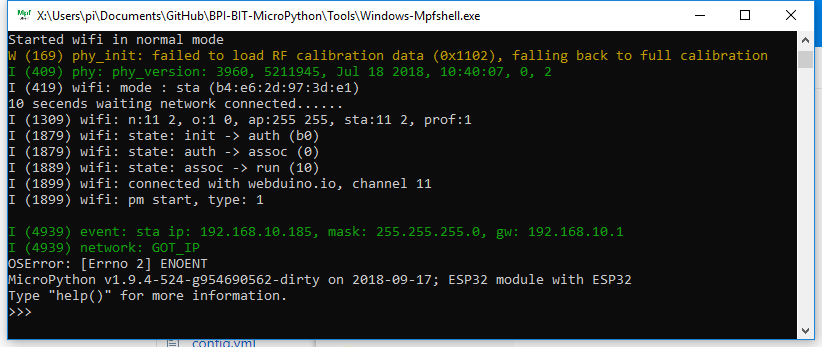 Mpf X:\Users\pi\Documents\GitHub\BPI-BIT-MicroPython\Tools\Windows-Mpfshell.exe
Started wifi in normal mode
W (169) phy_init: failed to load RF calibration data (0x1102), falling back to full calibration
I (409) phy: phy_version: 3960, 5211945, Jul 18 2018, 10:40:07, 0, 2
I (419) wifi: mode : sta (b4:e6:2d:97:3d:e1)
10 seconds waiting network connected......
I (1309) wifi: n:11 2, o:1 0, ap:255 255, sta:11 2, prof:1
I (1879) wifi: state: init -> auth (b0)
I (1879) wifi: state: auth -> assoc (0)
I (1889) wifi: state: assoc -> run (10)
I (1899) wifi: connected with webduino.io, channel 11
I (1899) wifi: pm start, type: 1
I (4939) event: sta ip: 192.168.10.185, mask: 255.255.255.0, gw: 192.168.10.1
I (4939) network: GOT_IP
OSError: [Errno 2] ENOENT
MicroPython v1.9.4-524-g954690562-dirty on 2018-09-17; ESP32 module with ESP32
Type "help()" for more information.
>>>
config.yml